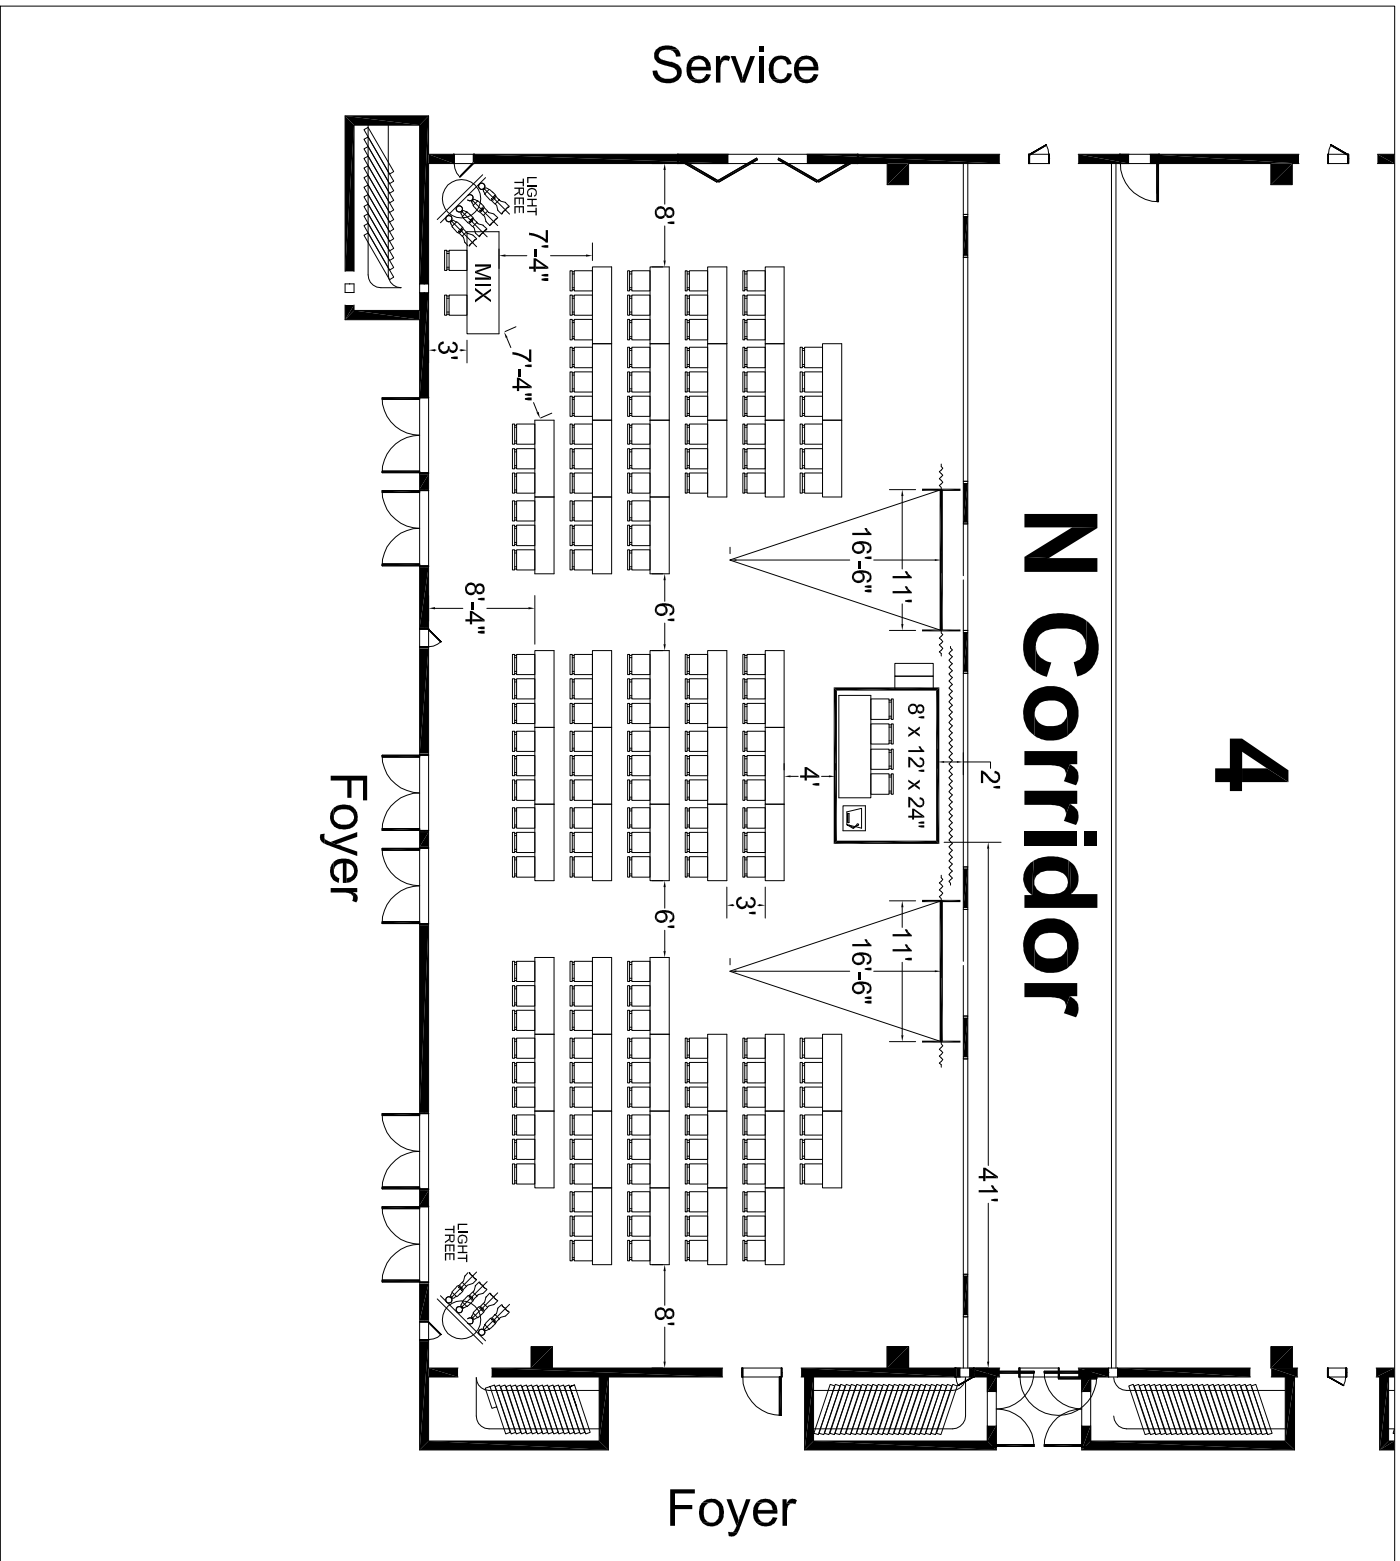 Service
LIGHT
TREE
MIX
7'-4"
8'
3'
7'-4"
16'-6"
11'
N Corridor
4
8'-4"
6'
8' x 12' x 24"
2'
4'
Foyer
6'
3'
16'-6"
11'
41'
LIGHT
TREE
8'
Foyer